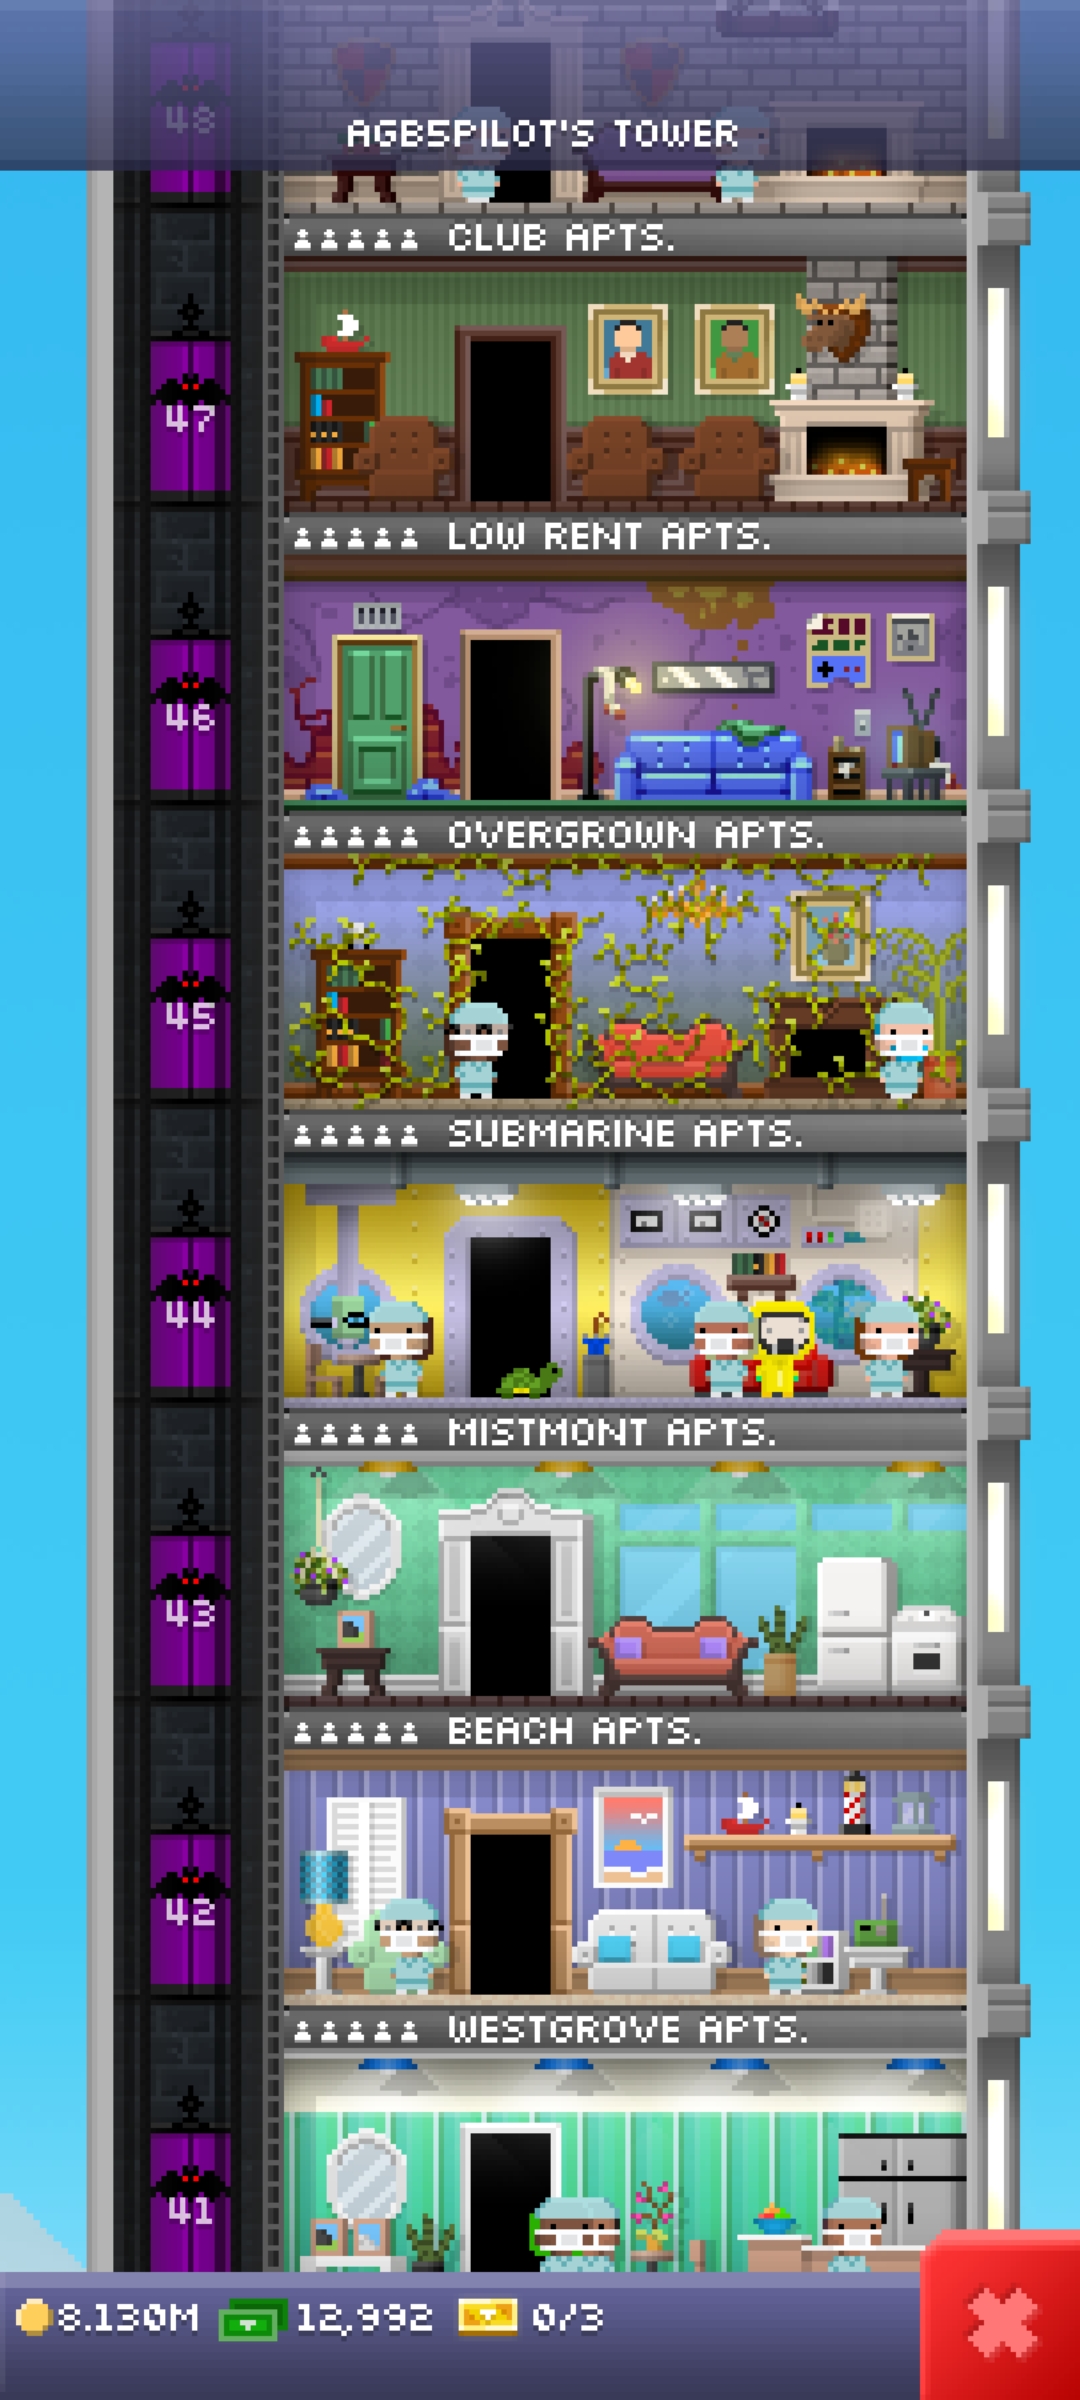 48
AGB5PILOT'S TOWER
CLUB APTS.
47
LOW RENT APTS.
46
OVERGROWN APTS.
45
SUBMARINE APTS.
44
MISTMONT APTS.
43
BEACH APTS.
42
WESTGROVE APTS.
41
8.130M 12,992 0/3